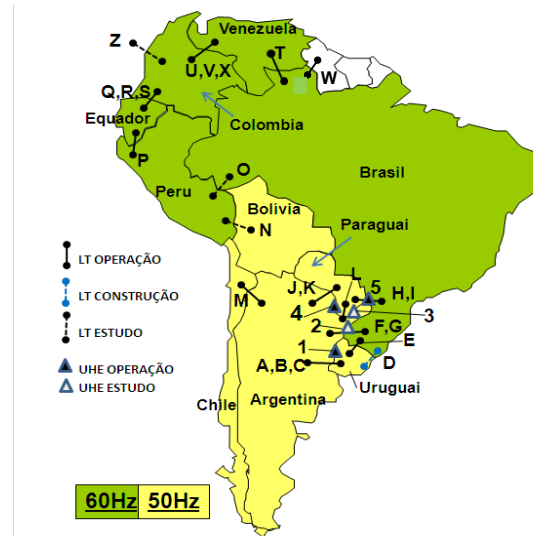 Venezuela
Z
T
U,V,X
W
Q,R,S
Equador
Colombia
P
O
Brasil
Peru
Bolivia
N
Paraguai
LT OPERAÇÃO
LT CONSTRUÇÃO
LT ESTUDO
UHE OPERAÇÃO
UHE ESTUDO
M
J,K
L
5
H,I
4
3
2
F,G
1
E
A,B,C
D
Uruguai
Chile
Argentina
60Hz 50Hz